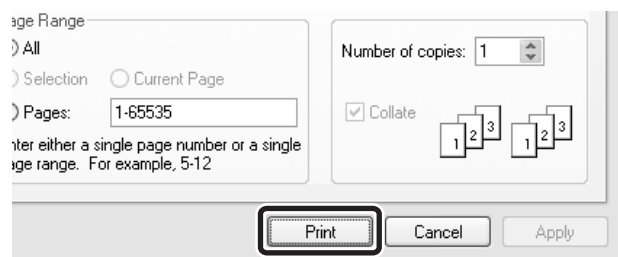 age Range
All
Number of copies: 1
Selection Current Page
Pages: 1-65535
Collate
1 2 3 1 2 3
nter either a single page number or a single
age range. For example, 5-12
Print Cancel Apply